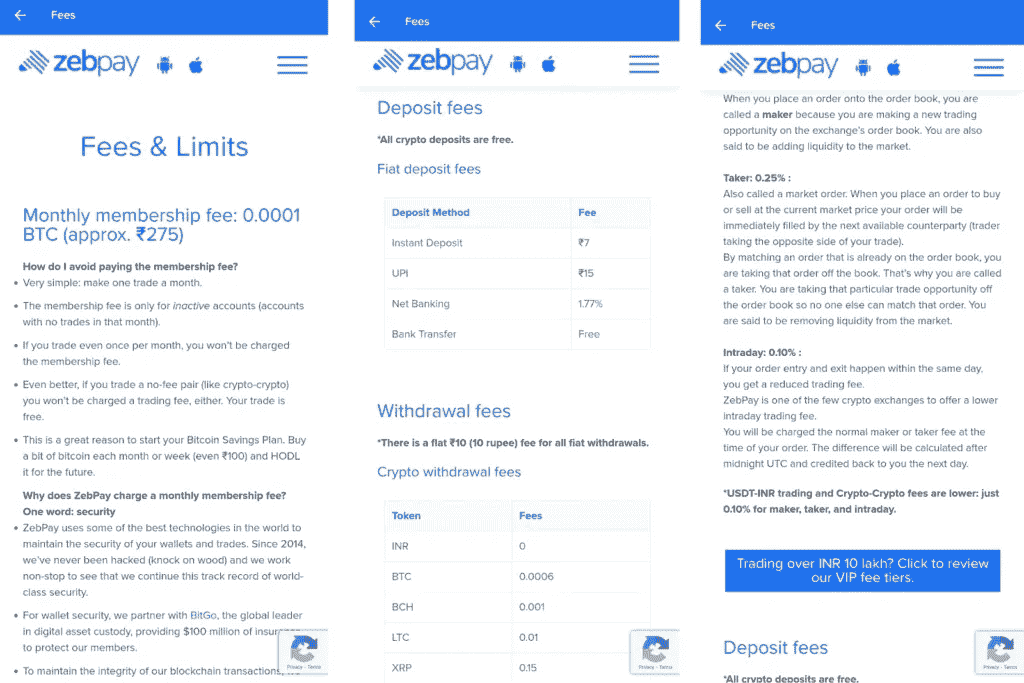 Fees
zebpay
Fees & Limits
Monthly membership fee: 0.0001
BTC (approx. ₹275)
How do I avoid paying the membership fee?
• Very simple: make one trade a month.
• The membership fee is only for inactive accounts (accounts
with no trades in that month).
• If you trade even once per month, you won't be charged
the membership fee.
• Even better, if you trade a no-fee pair (like crypto-crypto)
you won't be charged a trading fee, either. Your trade is
free.
• This is a great reason to start your Bitcoin Savings Plan. Buy
a bit of bitcoin each month or week (even ₹100) and HODL
it for the future.
Why does ZebPay charge a monthly membership fee?
One word: security
• ZebPay uses some of the best technologies in the world to
maintain the security of your wallets and trades. Since 2014,
we've never been hacked (knock on wood) and we work
non-stop to see that we continue this track record of world-
class security.
• For wallet security, we partner with BitGo, the global leader
in digital asset custody, providing $100 million of
to protect our members.
• To maintain the integrity of our blockchain transactions,
Privacy - Terms
Fees
zebpay
Deposit fees
*All crypto deposits are free.
Fiat deposit fees
Deposit Method Fee
Instant Deposit ₹7
UPI ₹15
Net Banking 1.77%
Bank Transfer Free
Withdrawal fees
*There is a flat ₹10 (10 rupee) fee for all fiat withdrawals.
Crypto withdrawal fees
Token Fees
INR 0
BTC 0.0006
BCH 0.001
LTC 0.01
XRP 0.15
Privacy - Terms
Fees
zebpay
When you place an order onto the order book, you are
called a maker because you are making a new trading
opportunity on the exchange's order book. You are also
said to be adding liquidity to the market.
Taker: 0.25% :
Also called a market order. When you place an order to buy
or sell at the current market price your order will be
immediately filled by the next available counterparty (trader
taking the opposite side of your trade).
By matching an order that is already on the order book, you
are taking that order off the book. That's why you are called
a taker. You are taking that particular trade opportunity off
the order book so no one else can match that order. You
are said to be removing liquidity from the market.
Intraday: 0.10% :
If your order entry and exit happen within the same day,
you get a reduced trading fee.
ZebPay is one of the few crypto exchanges to offer a lower
intraday trading fee.
You will be charged the normal maker or taker fee at the
time of your order. The difference will be calculated after
midnight UTC and credited back to you the next day.
*USDT-INR trading and Crypto-Crypto fees are lower: just
0.10% for maker, taker, and intraday.
Trading over INR 10 lakh? Click to review
our VIP fee tiers.
Deposit fees
*All crypto deposits are free.
Privacy - Terms